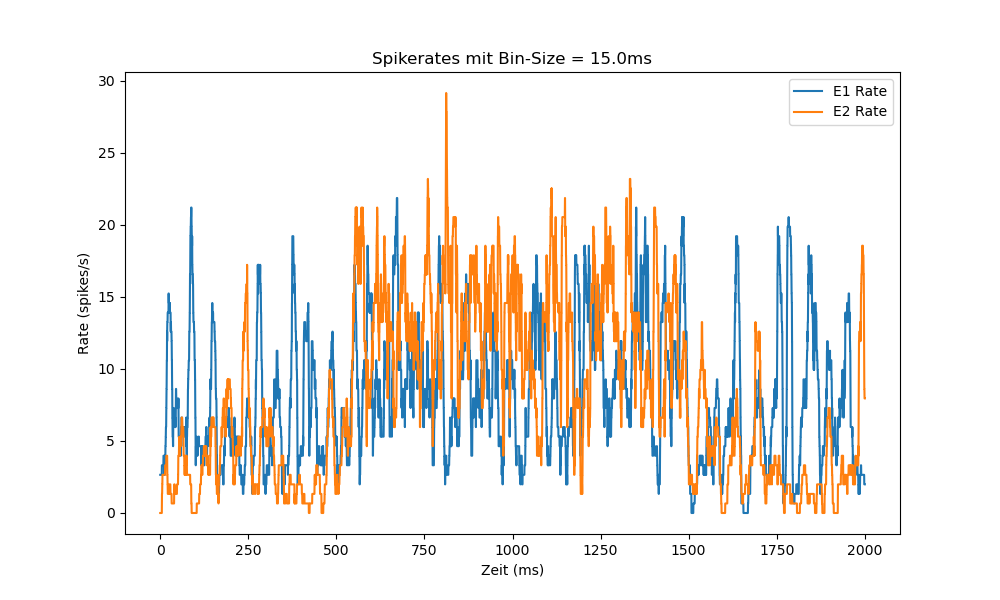 Spikerates mit Bin-Size = 15.0ms
E1 Rate
E2 Rate
Rate (spikes/s)
30
25
20
15
10
5
0
0 250 500 750 1000 1250 1500 1750 2000
Zeit (ms)